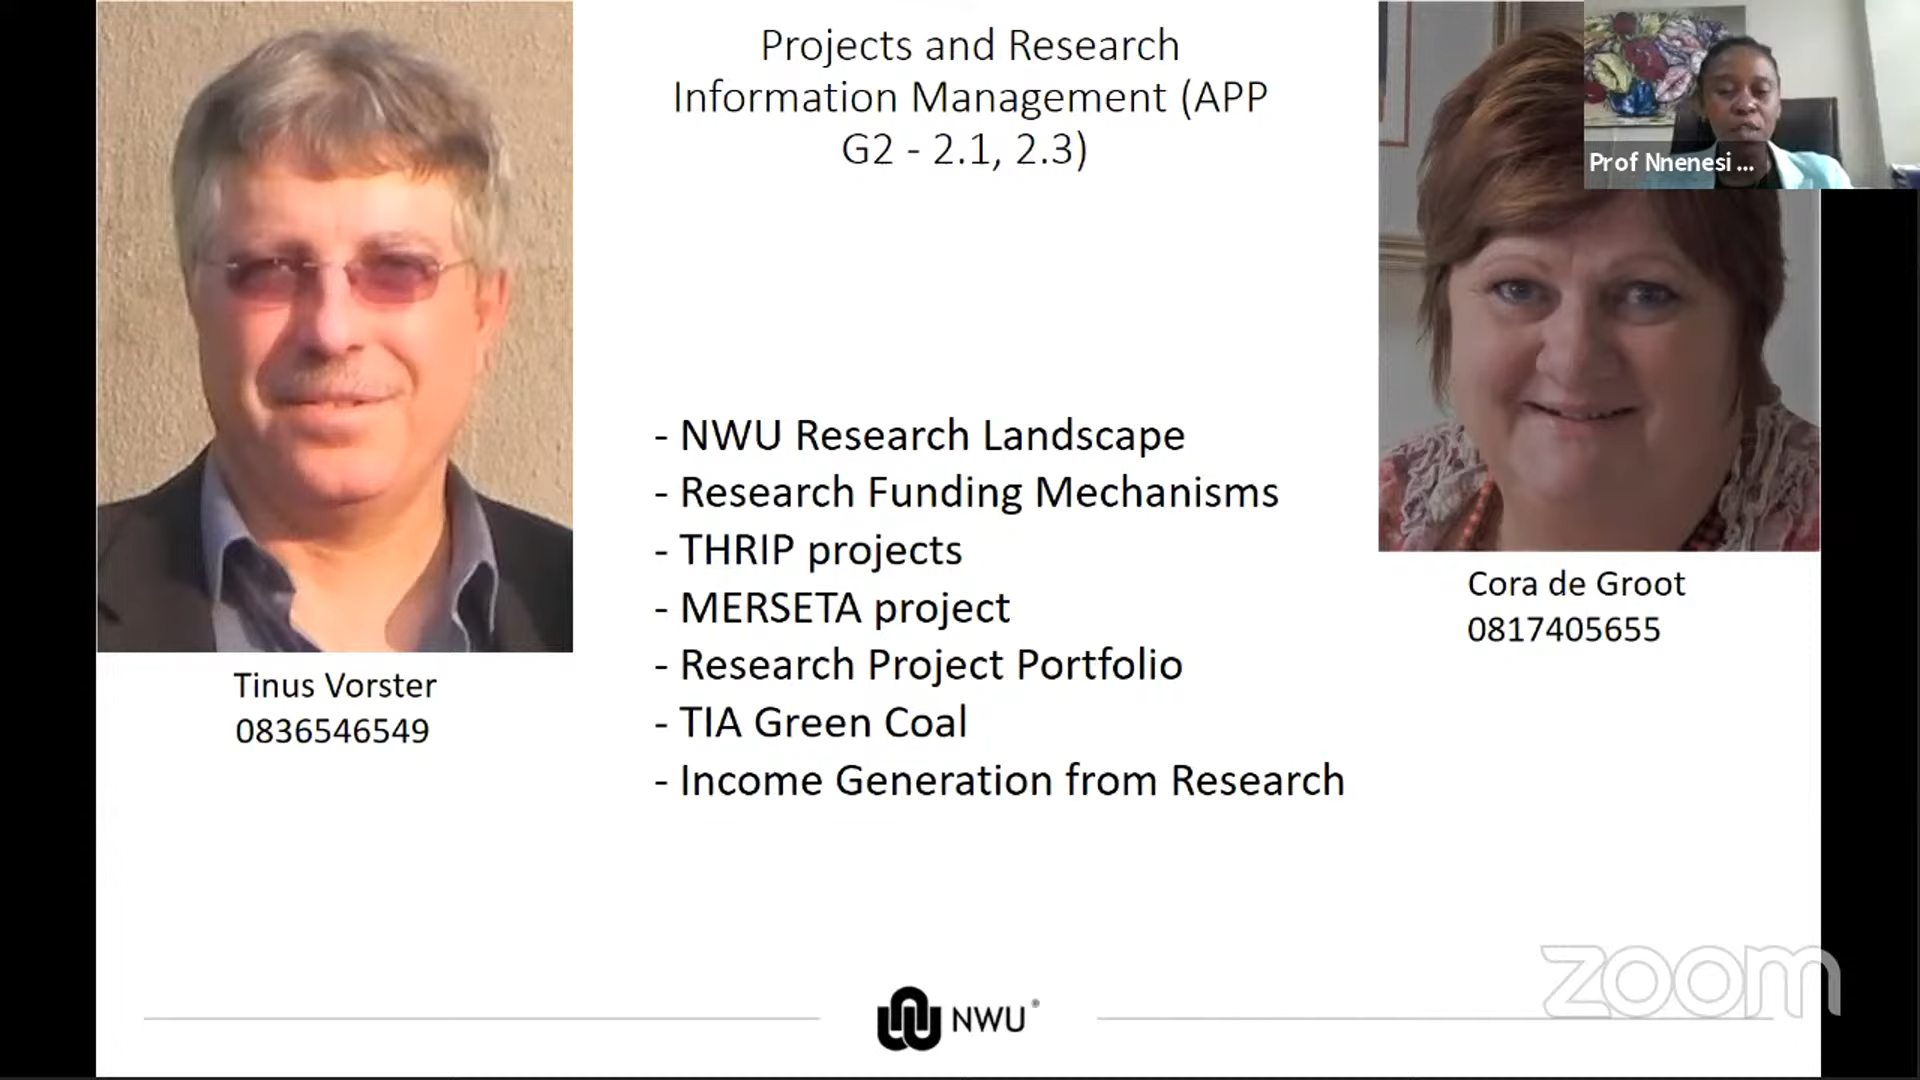 Projects and Research
Information Management (APP
G2 - 2.1, 2.3)
Prof Nnenesi ...
- NWU Research Landscape
- Research Funding Mechanisms
- THRIP projects
- MERSETA project
- Research Project Portfolio
- TIA Green Coal
- Income Generation from Research
Tinus Vorster
0836546549
Cora de Groot
0817405655
NWU®
zoom